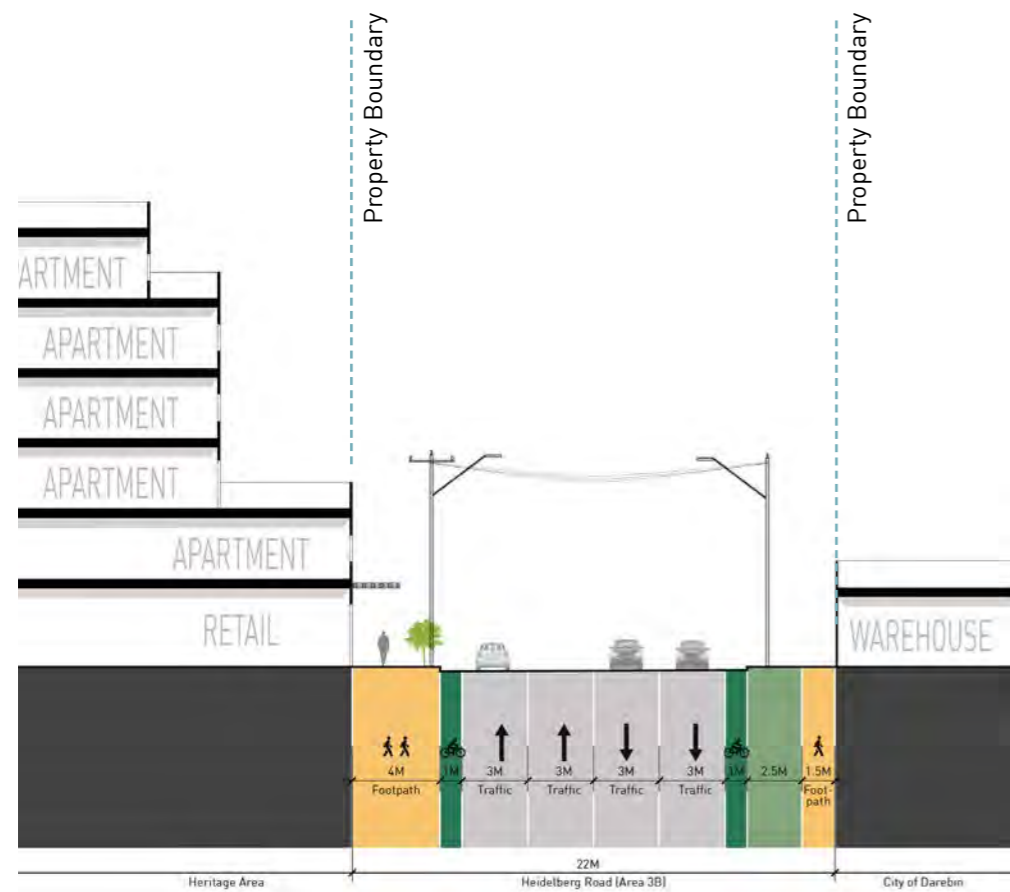 Property Boundary
Property Boundary
PARTMENT
APARTMENT
APARTMENT
APARTMENT
APARTMENT
RETAIL
WAREHOUSE
4M 1M 3M 3M 3M 3M 1M 2.5M 1.5M
Footpath Traffic Traffic Traffic Traffic Foot-
path
22M
Heritage Area Heidelberg Road (Area 3B) City of Darebin